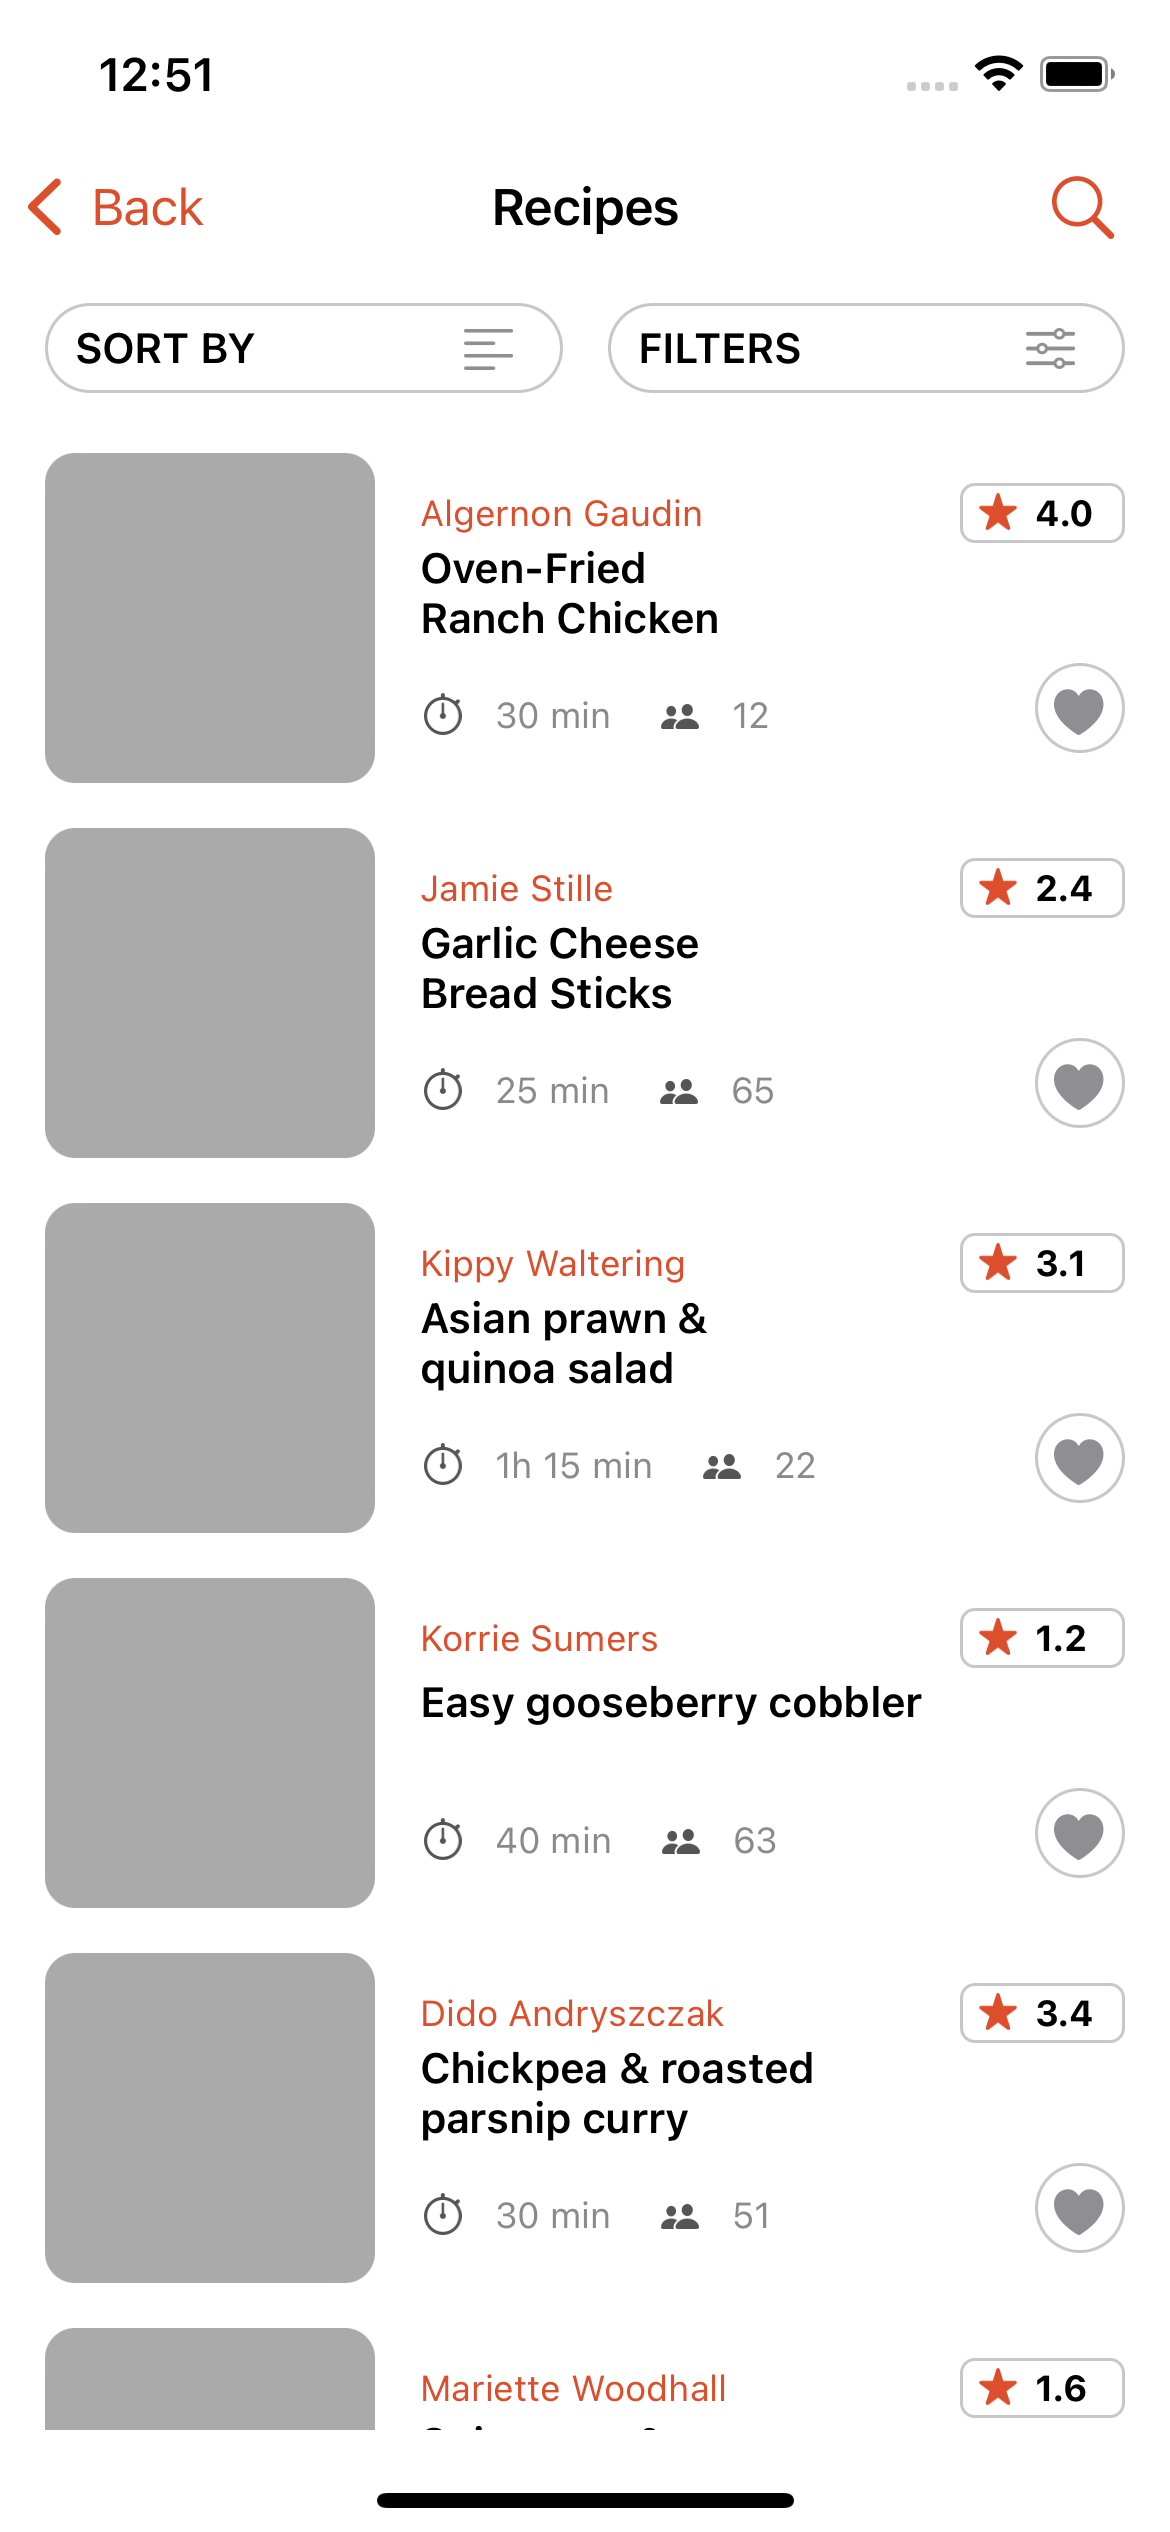 12:51
Back
Recipes
SORT BY
FILTERS
Algernon Gaudin
4.0
Oven-Fried
Ranch Chicken
30 min
12
Jamie Stille
2.4
Garlic Cheese
Bread Sticks
25 min
65
Kippy Waltering
3.1
Asian prawn &
quinoa salad
1h 15 min
22
Korrie Sumers
1.2
Easy gooseberry cobbler
40 min
63
Dido Andryszczak
3.4
Chickpea & roasted
parsnip curry
30 min
51
Mariette Woodhall
1.6